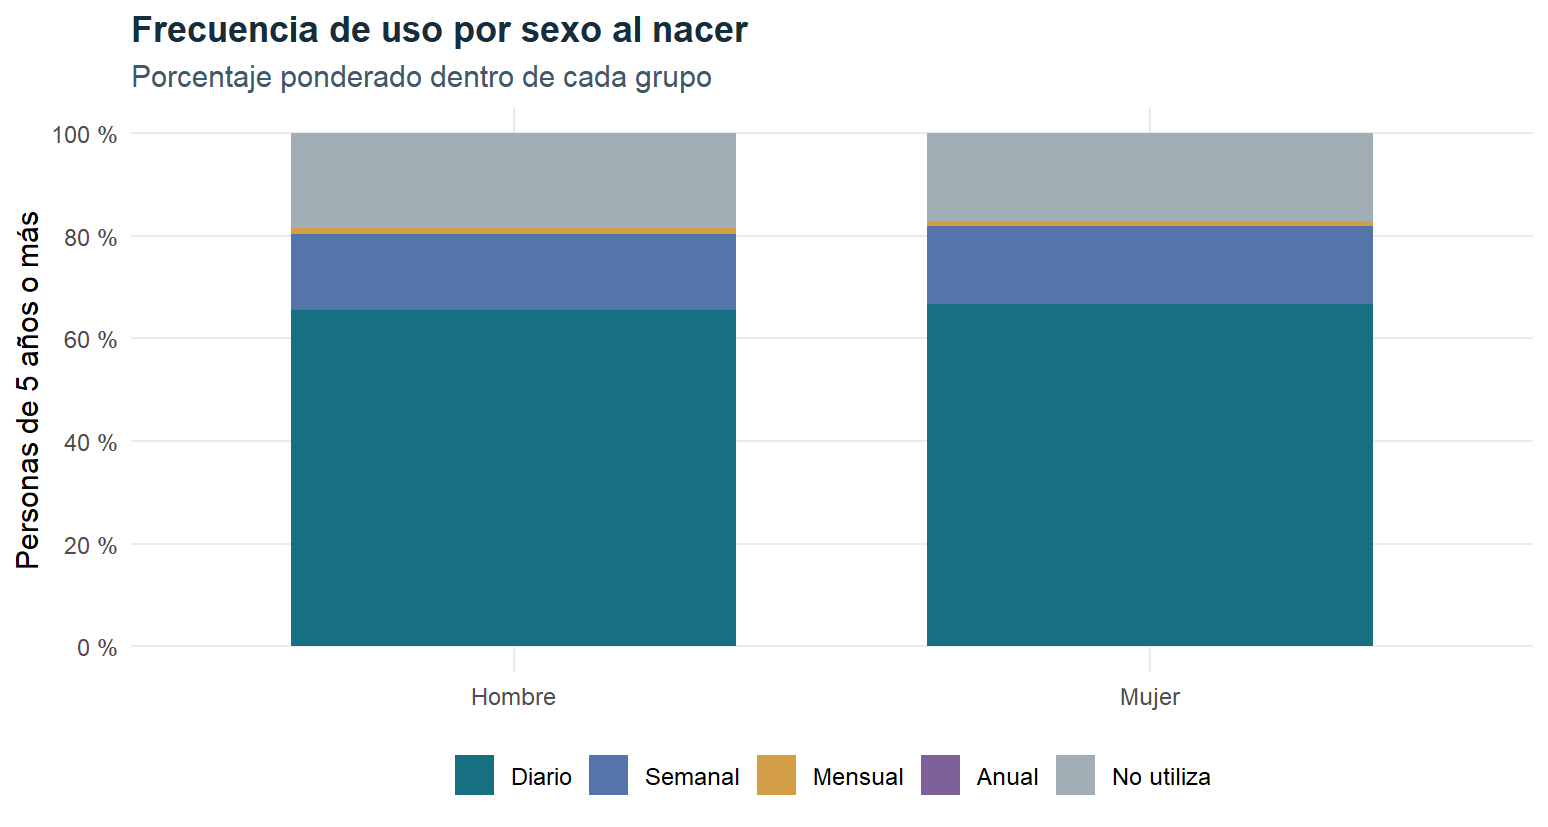 Frecuencia de uso por sexo al nacer
Porcentaje ponderado dentro de cada grupo
Personas de 5 años o más
100 %
80 %
60 %
40 %
20 %
0 %
Hombre
Mujer
Diario
Semanal
Mensual
Anual
No utiliza